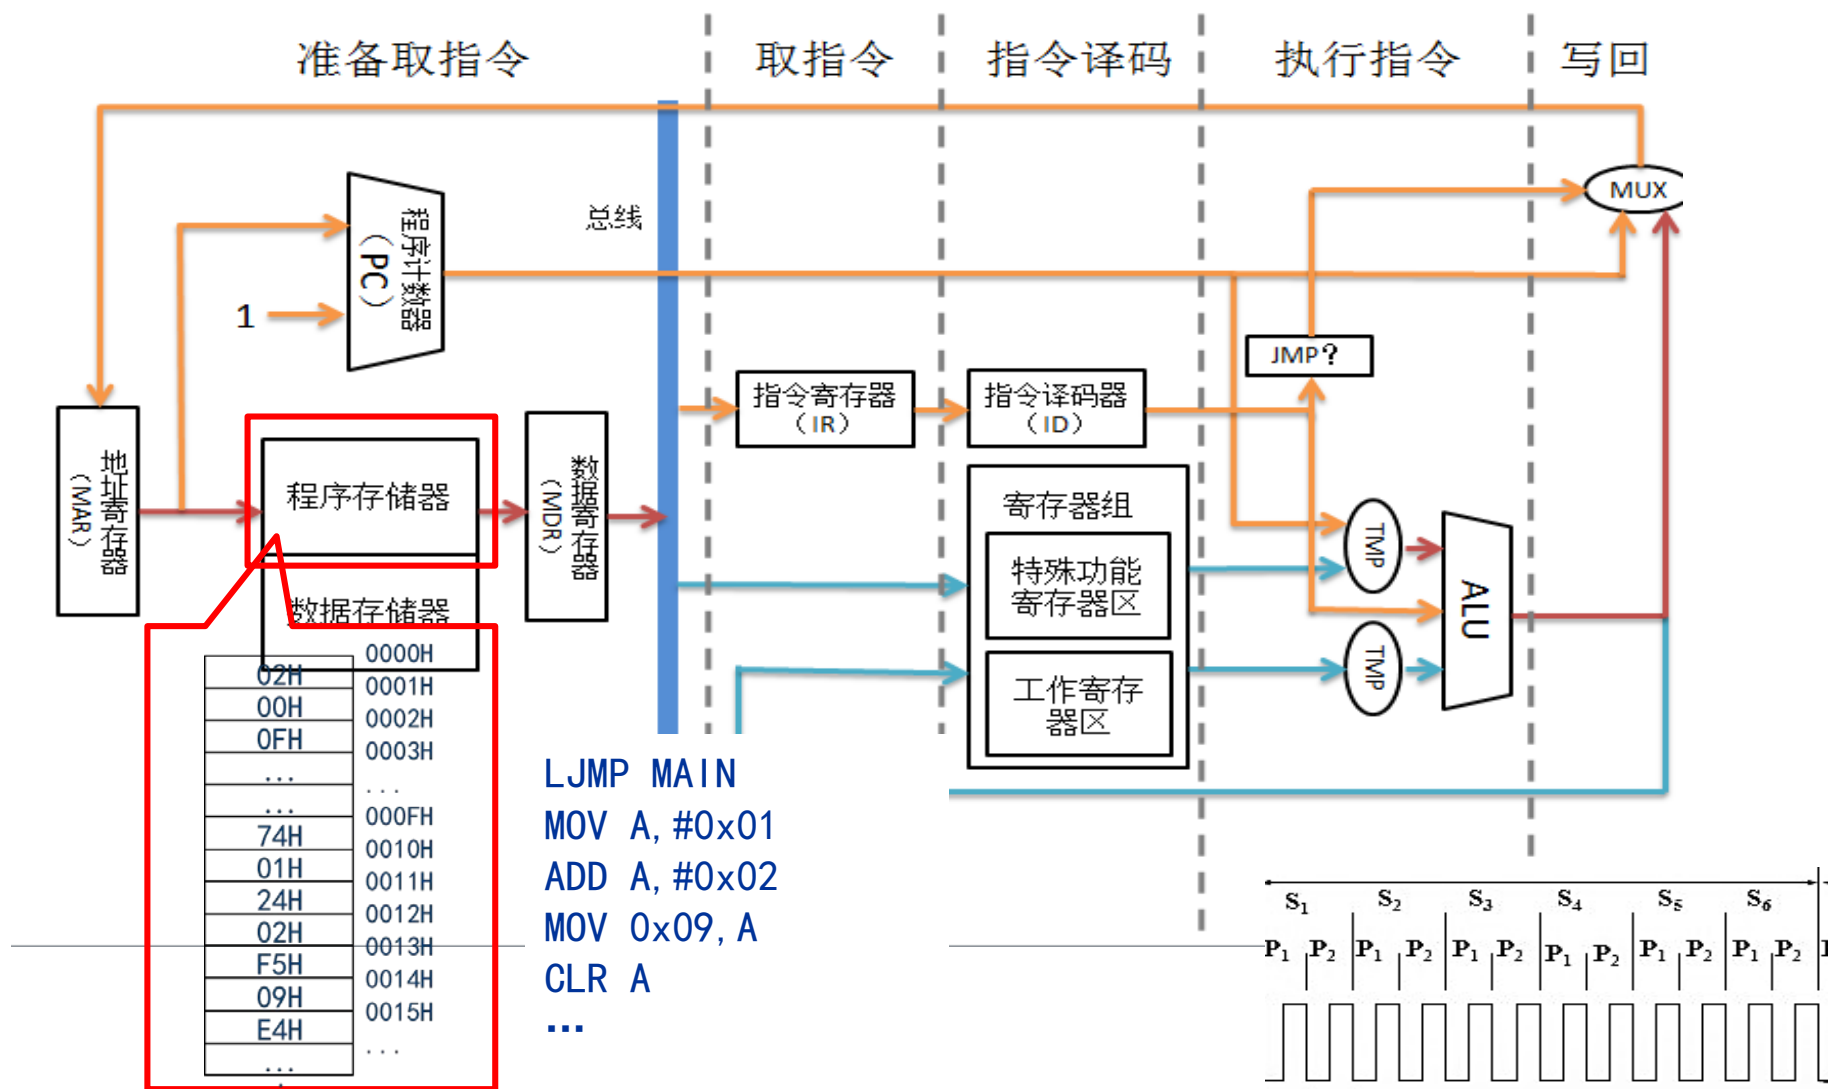 准备取指令
取指令
指令译码
执行指令
写回
MUX
总线
程序计数器
(PC)
1
JMP?
指令寄存器
(IR)
指令译码器
(ID)
地址寄存器
(MAR)
程序存储器
数据存储器
数据寄存器
(MDR)
寄存器组
特殊功能
寄存器区
工作寄存
器区
TMP
TMP
ALU
0000H
02H
0001H
00H
0002H
0FH
0003H
...
...
...
000FH
74H
0010H
01H
0011H
24H
0012H
02H
0013H
F5H
0014H
09H
0015H
E4H
...
...
LJMP MAIN
MOV A,#0x01
ADD A,#0x02
MOV 0x09,A
CLR A
...
S1 S2 S3 S4 S5 S6
P1 P2 P1 P2 P1 P2 P1 P2 P1 P2 P1 P2